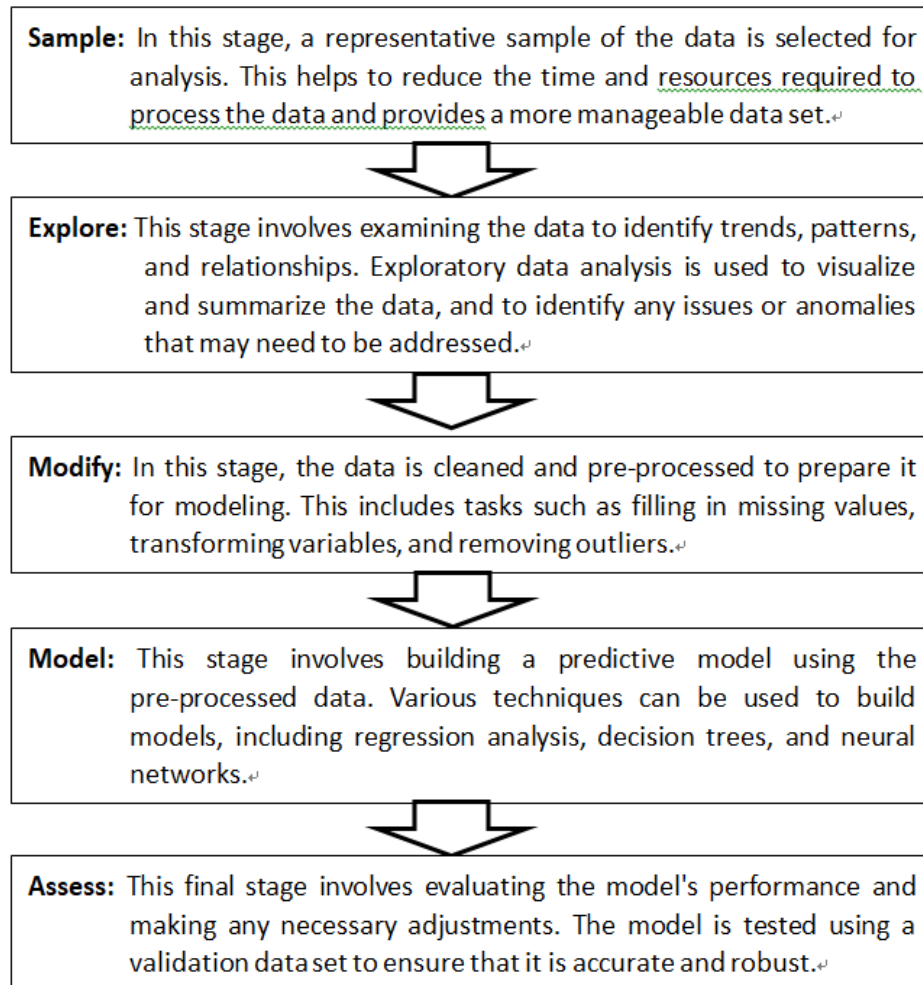 Sample: In this stage, a representative sample of the data is selected for
analysis. This helps to reduce the time and resources required to
process the data and provides a more manageable data set.
Explore: This stage involves examining the data to identify trends, patterns,
and relationships. Exploratory data analysis is used to visualize
and summarize the data, and to identify any issues or anomalies
that may need to be addressed.
Modify: In this stage, the data is cleaned and pre-processed to prepare it
for modeling. This includes tasks such as filling in missing values,
transforming variables, and removing outliers.
Model: This stage involves building a predictive model using the
pre-processed data. Various techniques can be used to build
models, including regression analysis, decision trees, and neural
networks.
Assess: This final stage involves evaluating the model's performance and
making any necessary adjustments. The model is tested using a
validation data set to ensure that it is accurate and robust.